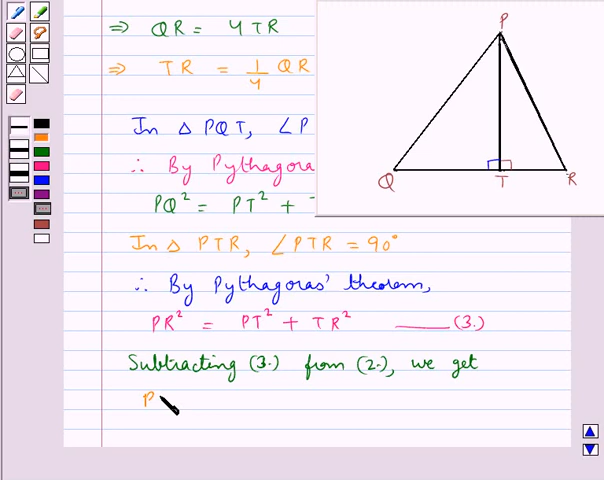 ⇒ QR = 4TR
⇒ TR = 1/4 QR
In △ PQT, ∠P
∴ By Pythagora
PQ² = PT² +
In △ PTR, ∠PTR = 90°
∴ By Pythagoras' theorem,
PR² = PT² + TR² —— (3.)
Subtracting (3.) from (2.), we get
P
P
Q
T
R